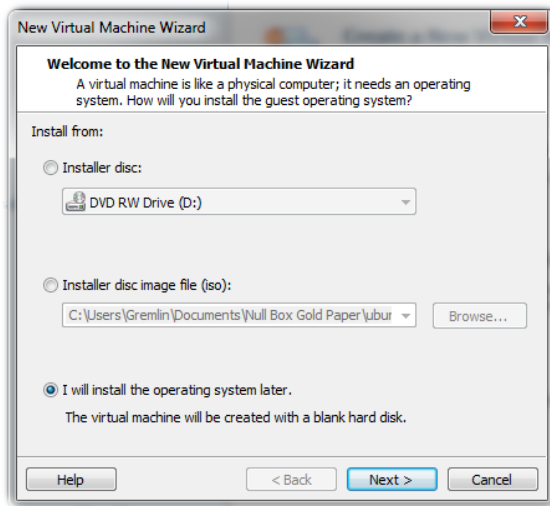 New Virtual Machine Wizard
Welcome to the New Virtual Machine Wizard
A virtual machine is like a physical computer; it needs an operating
system. How will you install the guest operating system?
Install from:
Installer disc:
DVD RW Drive (D:)
Installer disc image file (iso):
C:\Users\Gremlin\Documents\Null Box Gold Paper\ubur
Browse...
I will install the operating system later.
The virtual machine will be created with a blank hard disk.
Help
< Back
Next >
Cancel